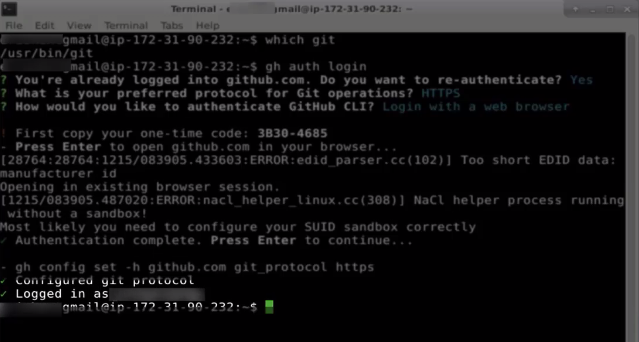 Terminal - e gmail@ip-172-31-90-232: ~
File Edit View Terminal Tabs Help
gmail@ip-172-31-90-232:~$ which git
/usr/bin/git
gmail@ip-172-31-90-232:~$ gh auth login
? You're already logged into github.com. Do you want to re-authenticate? Yes
? What is your preferred protocol for Git operations? HTTPS
? How would you like to authenticate GitHub CLI? Login with a web browser
! First copy your one-time code: 3B30-4685
- Press Enter to open github.com in your browser...
[28764:28764:1215/083905.433603:ERROR:edid_parser.cc(102)] Too short EDID data:
manufacturer id
Opening in existing browser session.
[1215/083905.487020:ERROR:nacl_helper_linux.cc(308)] NaCl helper process running
without a sandbox!
Most likely you need to configure your SUID sandbox correctly
✓ Authentication complete. Press Enter to continue...
- gh config set -h github.com git_protocol https
✓ Configured git protocol
✓ Logged in as
gmail@ip-172-31-90-232:~$